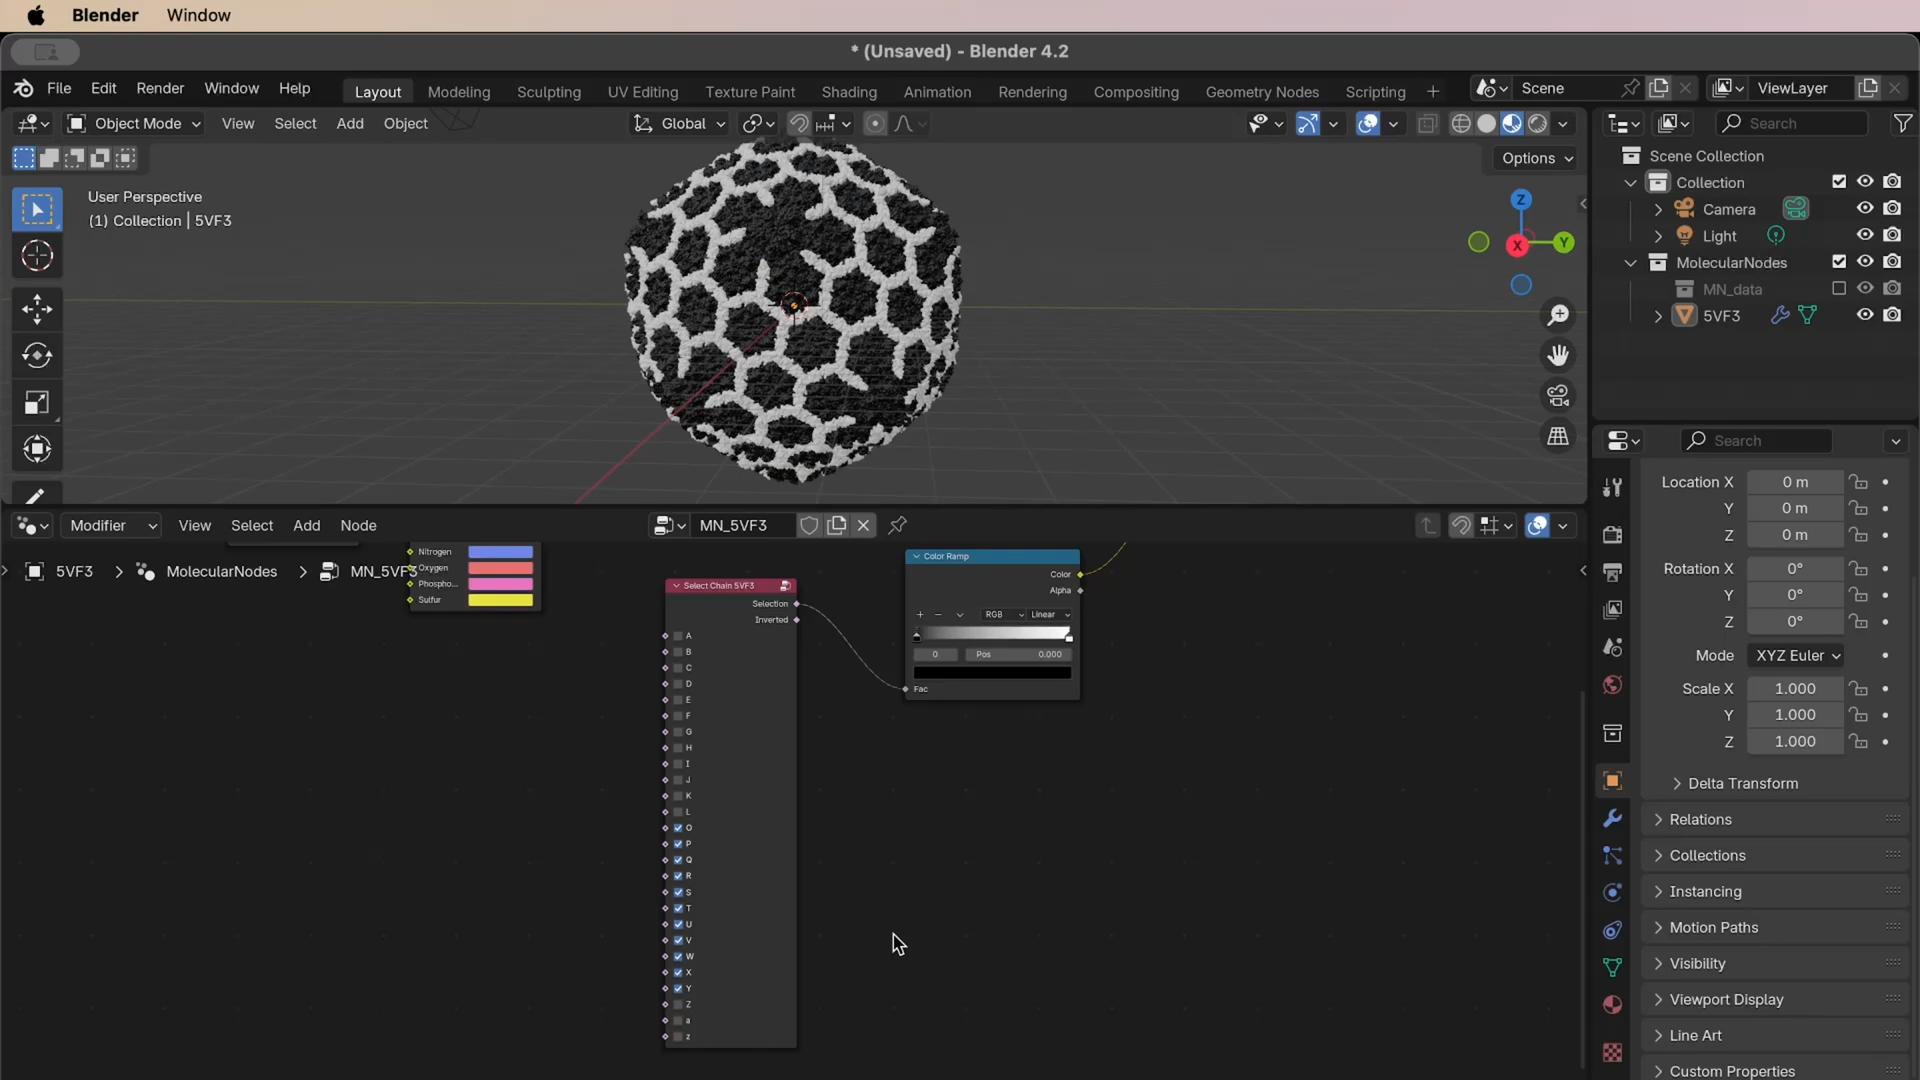 Blender Window
* (Unsaved) - Blender 4.2
File Edit Render Window Help Layout Modeling Sculpting UV Editing Texture Paint Shading Animation Rendering Compositing Geometry Nodes Scripting + Scene ViewLayer
Object Mode View Select Add Object Global Search
Options
User Perspective
(1) Collection | 5VF3
Z
X
Y
Scene Collection
Collection
Camera
Light
MolecularNodes
MN_data
5VF3
Search
Modifier View Select Add Node MN_5VF3
5VF3 > MolecularNodes > MN_5VF3
Nitrogen
Oxygen
Phospho...
Sulfur
Select Chain 5VF3
Selection
Inverted
A
B
C
D
E
F
G
H
I
J
K
L
O
P
Q
R
S
T
U
V
W
X
Y
Z
a
z
Color Ramp
Color
Alpha
+ − RGB Linear
0 Pos 0.000
Fac
Location X 0 m
Y 0 m
Z 0 m
Rotation X 0°
Y 0°
Z 0°
Mode XYZ Euler
Scale X 1.000
Y 1.000
Z 1.000
Delta Transform
Relations
Collections
Instancing
Motion Paths
Visibility
Viewport Display
Line Art
Custom Properties